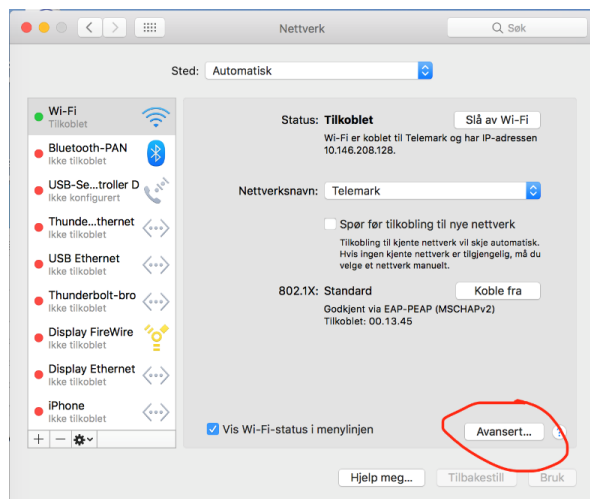 Nettverk
Søk
Sted: Automatisk
Wi-Fi
Tilkoblet
Bluetooth-PAN
Ikke tilkoblet
USB-Se...troller D
Ikke konfigurert
Thunde...thernet
Ikke tilkoblet
USB Ethernet
Ikke tilkoblet
Thunderbolt-bro
Ikke tilkoblet
Display FireWire
Ikke tilkoblet
Display Ethernet
Ikke tilkoblet
iPhone
Ikke tilkoblet
Status: Tilkoblet
Slå av Wi-Fi
Wi-Fi er koblet til Telemark og har IP-adressen
10.146.208.128.
Nettverksnavn: Telemark
Spør før tilkobling til nye nettverk
Tilkobling til kjente nettverk vil skje automatisk.
Hvis ingen kjente nettverk er tilgjengelig, må du
velge et nettverk manuelt.
802.1X: Standard
Koble fra
Godkjent via EAP-PEAP (MSCHAPv2)
Tilkoblet: 00.13.45
Vis Wi-Fi-status i menylinjen
Avansert...
?
Hjelp meg...
Tilbakestill
Bruk